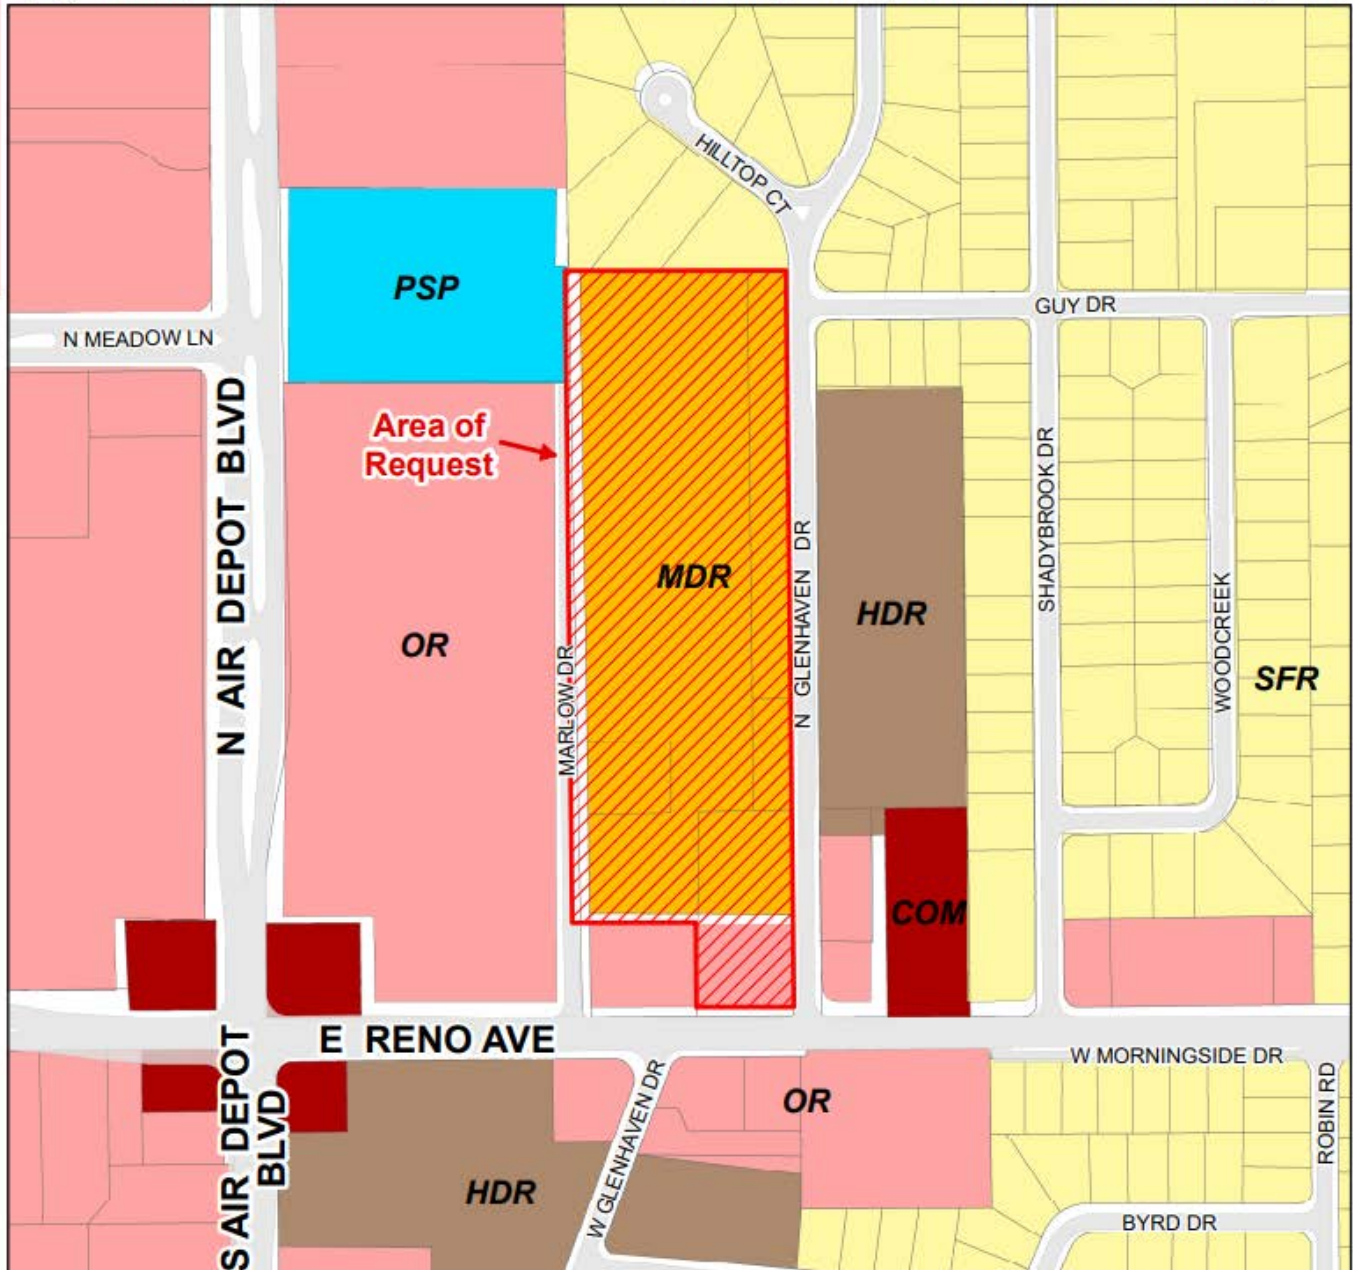 HILLTOP CT
PSP
GUY DR
N MEADOW LN
Area of
Request
N AIR DEPOT BLVD
MDR
SHADYBROOK DR
HDR
OR
N GLENHAVEN DR
WOODCREEK
SFR
MARLOW DR
COM
E RENO AVE
W MORNINGSIDE DR
S AIR DEPOT
BLVD
OR
ROBIN RD
W GLENHAVEN DR
HDR
BYRD DR